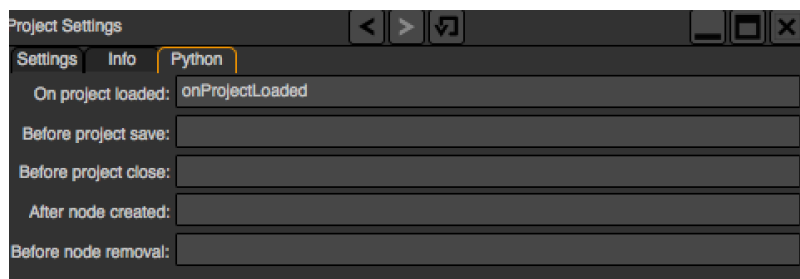 Project Settings
Settings Info Python
On project loaded: onProjectLoaded
Before project save:
Before project close:
After node created:
Before node removal: